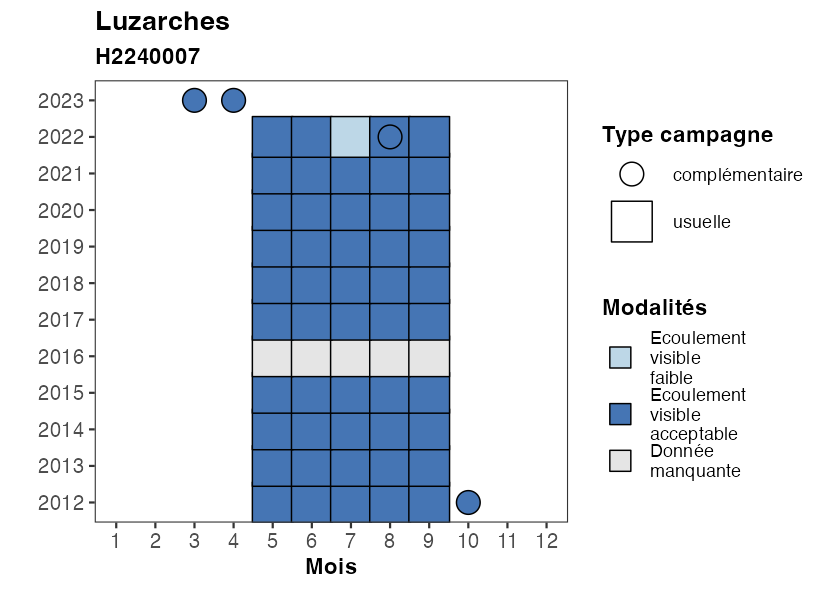 Luzarches
H2240007
2023
2022
2021
2020
2019
2018
2017
2016
2015
2014
2013
2012
1 2 3 4 5 6 7 8 9 10 11 12
Mois
Type campagne
complémentaire
usuelle
Modalités
Ecoulement
visible
faible
Ecoulement
visible
acceptable
Donnée
manquante